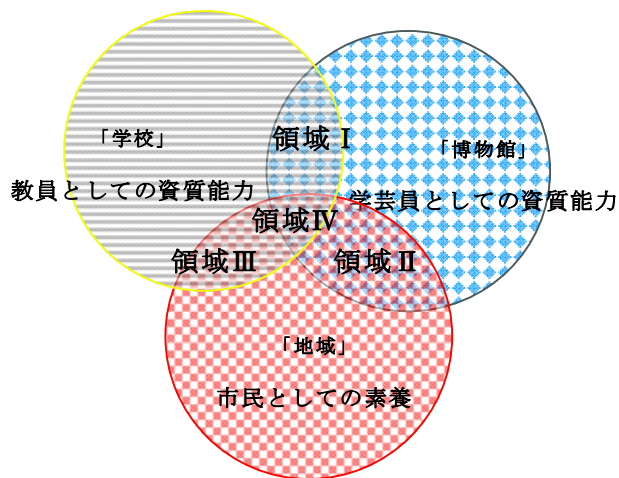 「学校」
領域Ⅰ
「博物館」
教員としての資質能力
学芸員としての資質能力
領域Ⅳ
領域Ⅲ
領域Ⅱ
「地域」
市民としての素養